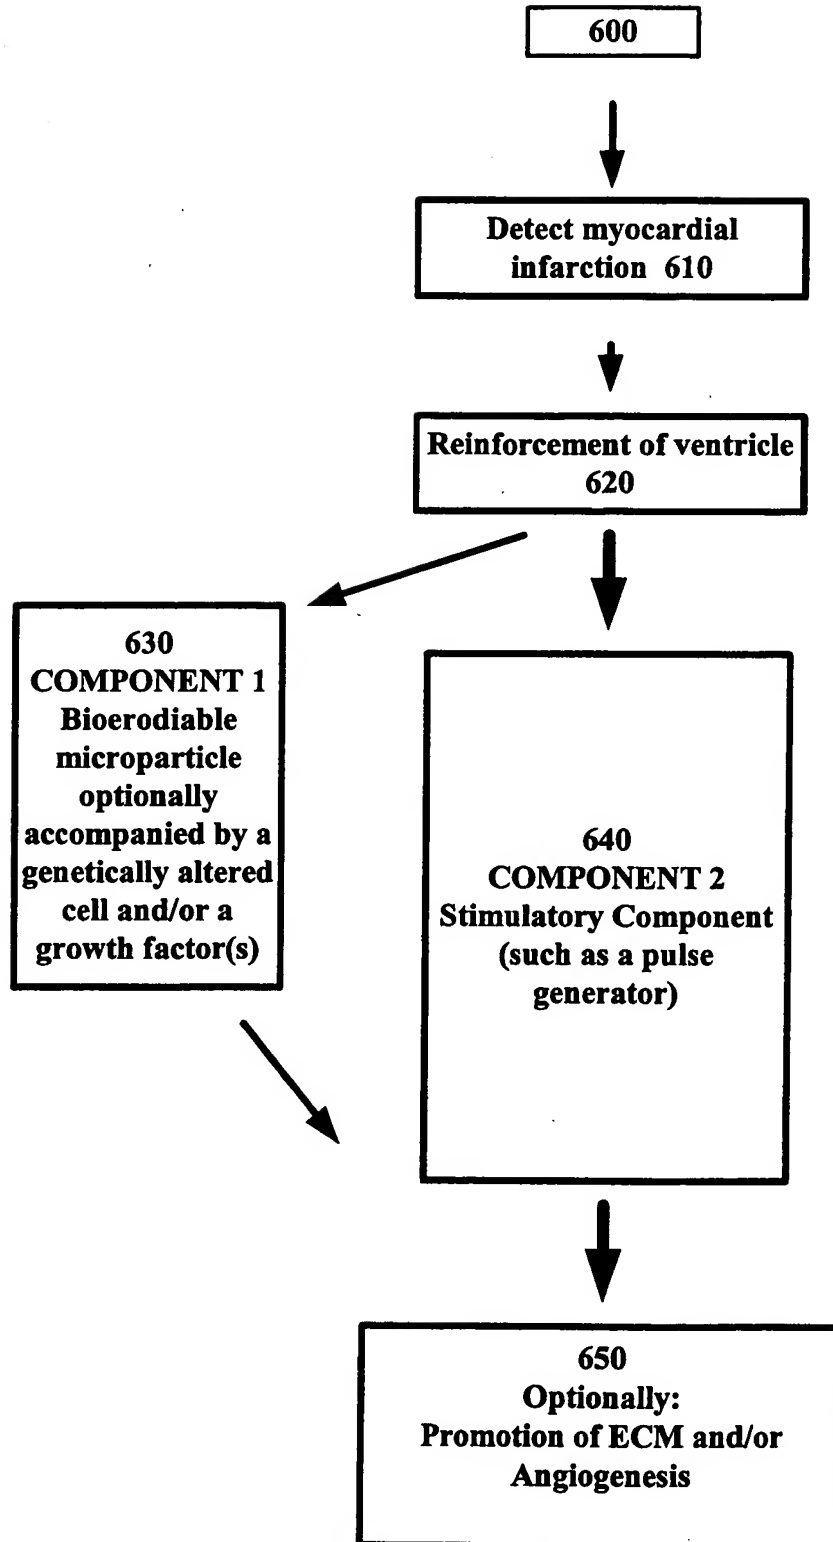 600
Detect myocardial
infarction 610
Reinforcement of ventricle
620
630
COMPONENT 1
Bioerodiable
microparticle
optionally
accompanied by a
genetically altered
cell and/or a
growth factor(s)
640
COMPONENT 2
Stimulatory Component
(such as a pulse
generator)
650
Optionally:
Promotion of ECM and/or
Angiogenesis